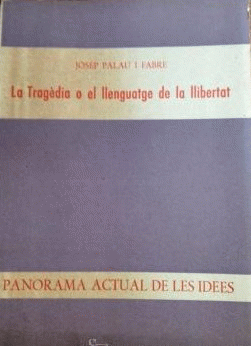 JOSEP PALAU I FABRE
La Tragèdia o el llenguatge de la llibertat
PANORAMA ACTUAL DE LES IDEES